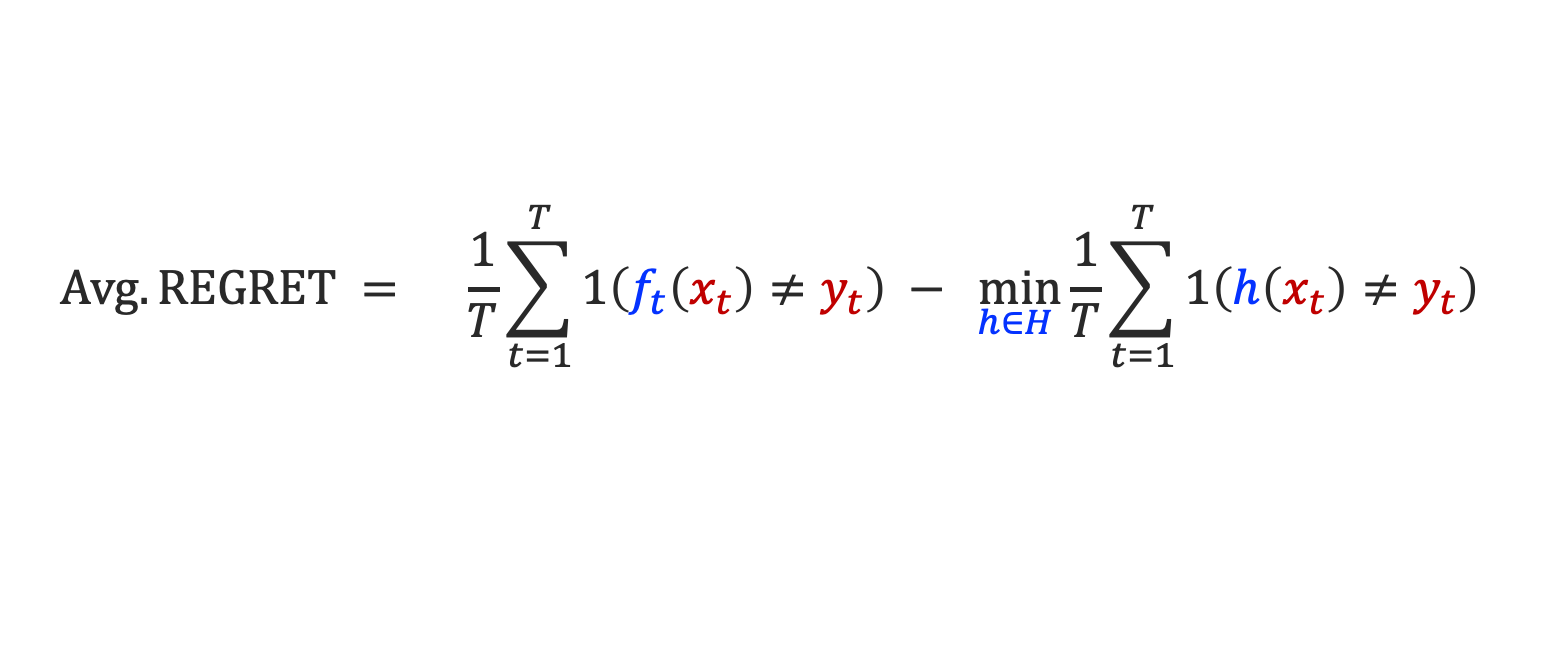 Avg. REGRET = 1/T ∑_{t=1}^{T} 1(f_t(x_t) ≠ y_t) − min_{h∈H} 1/T ∑_{t=1}^{T} 1(h(x_t) ≠ y_t)